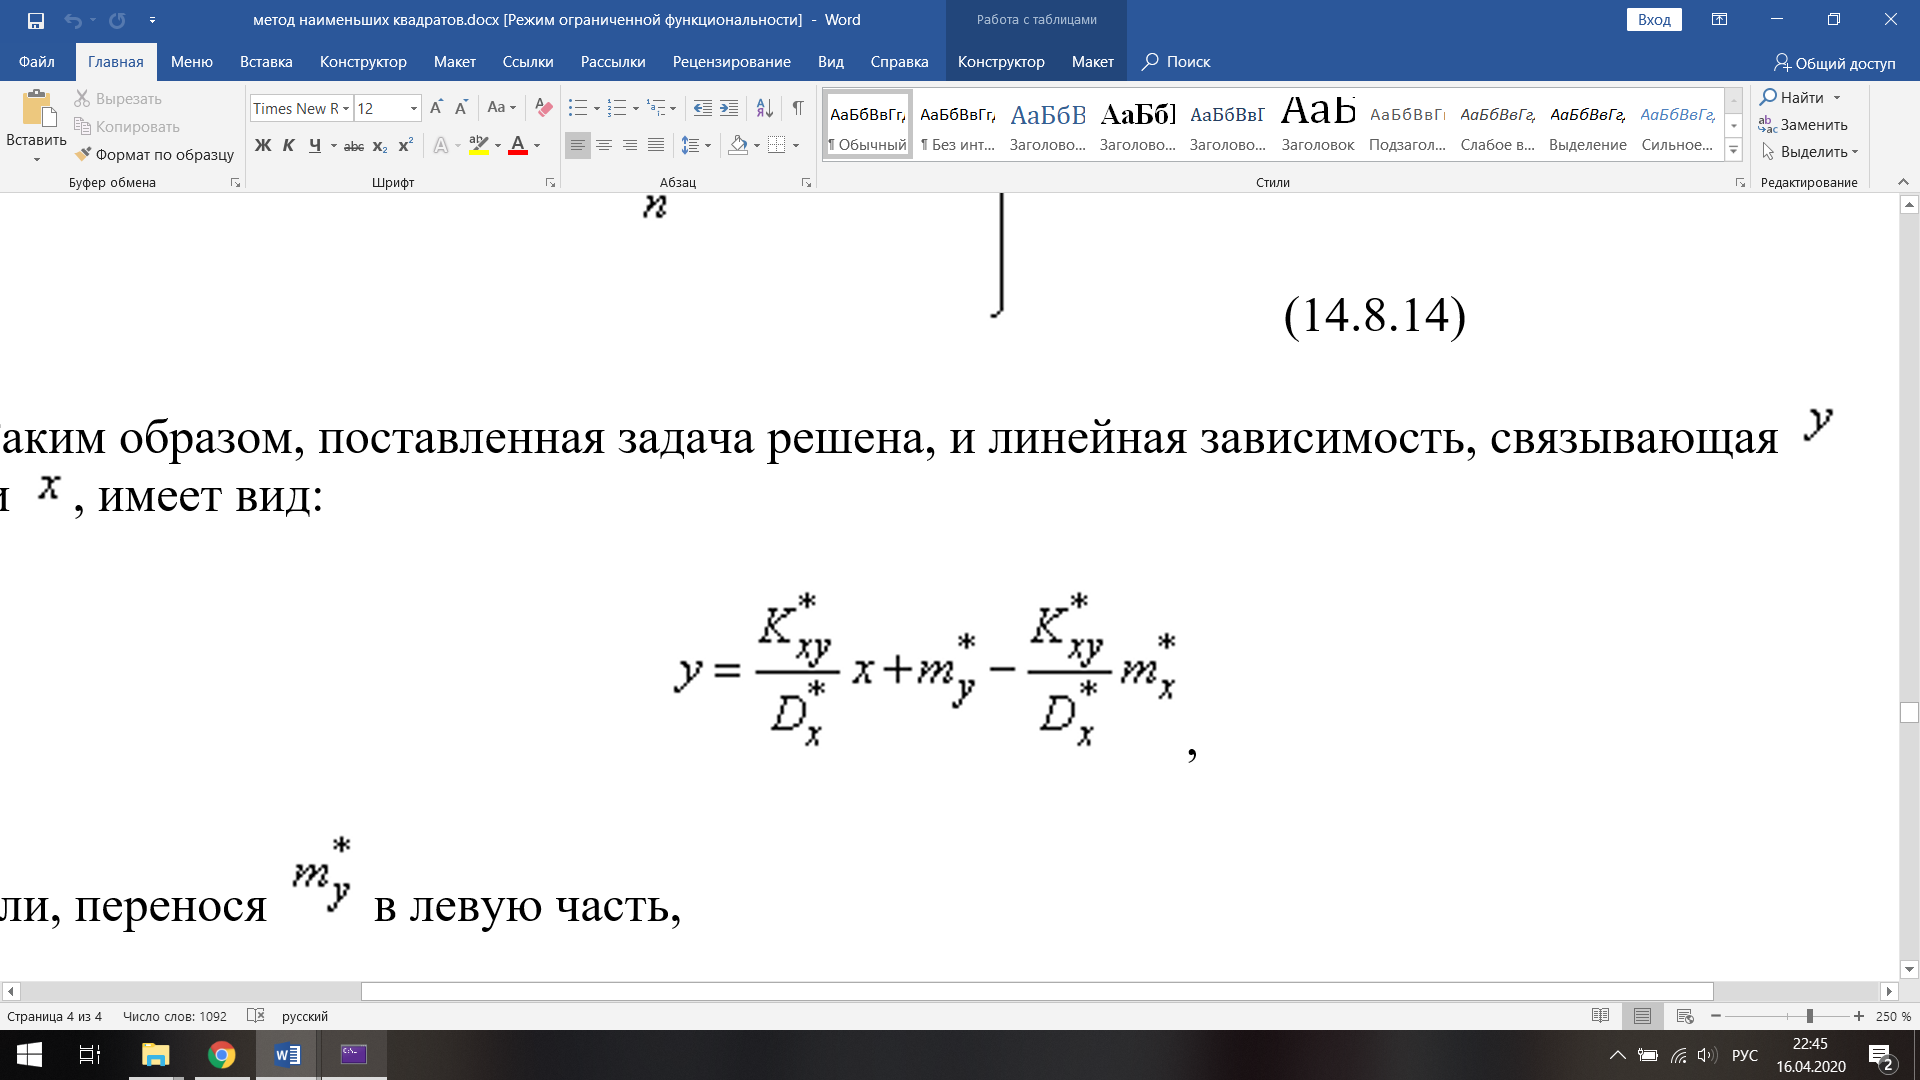 метод наименьших квадратов.docx [Режим ограниченной функциональности] - Word
Работа с таблицами
Вход
Файл Главная Меню Вставка Конструктор Макет Ссылки Рассылки Рецензирование Вид Справка Конструктор Макет Поиск Общий доступ
Вставить
Вырезать
Копировать
Формат по образцу
Буфер обмена
Times New R 12
Ж К Ч abc x₂ x²
Шрифт
Абзац
АаБбВвГг, АаБбВвГг, АаБбВ АаБбІ АаБбВвГ АаБ АаБбВвГг АаБбВвГг, АаБбВвГг, АаБбВвГг,
¶ Обычный ¶ Без инт... Заголово... Заголово... Заголово... Заголовок Подзагол... Слабое в... Выделение Сильное...
Стили
Найти
Заменить
Выделить
Редактирование
n
(14.8.14)
аким образом, поставленная задача решена, и линейная зависимость, связывающая y
и x , имеет вид:
y = K*xy / D*x x + m*y − K*xy / D*x m*x ,
ли, перенося m*y в левую часть,
Страница 4 из 4 Число слов: 1092 русский 250 %
РУС
22:45
16.04.2020
2